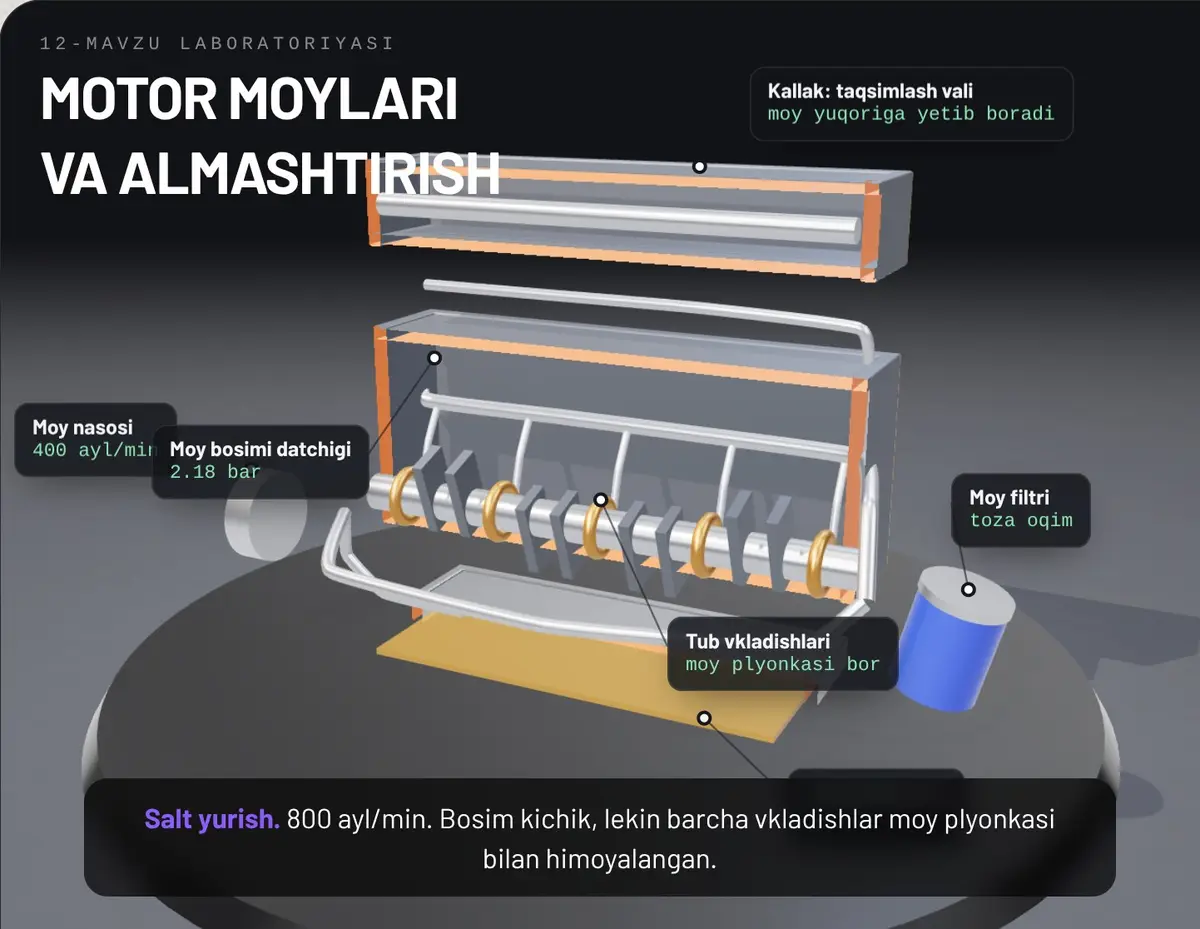 12-MAVZU LABORATORIYASI
MOTOR MOYLARI
VA ALMASHTIRISH
Kallak: taqsimlash vali
moy yuqoriga yetib boradi
Moy nasosi
400 ayl/min
Moy bosimi datchigi
2.18 bar
Moy filtri
toza oqim
Tub vkladishlari
moy plyonkasi bor
Salt yurish. 800 ayl/min. Bosim kichik, lekin barcha vkladishlar moy plyonkasi
bilan himoyalangan.